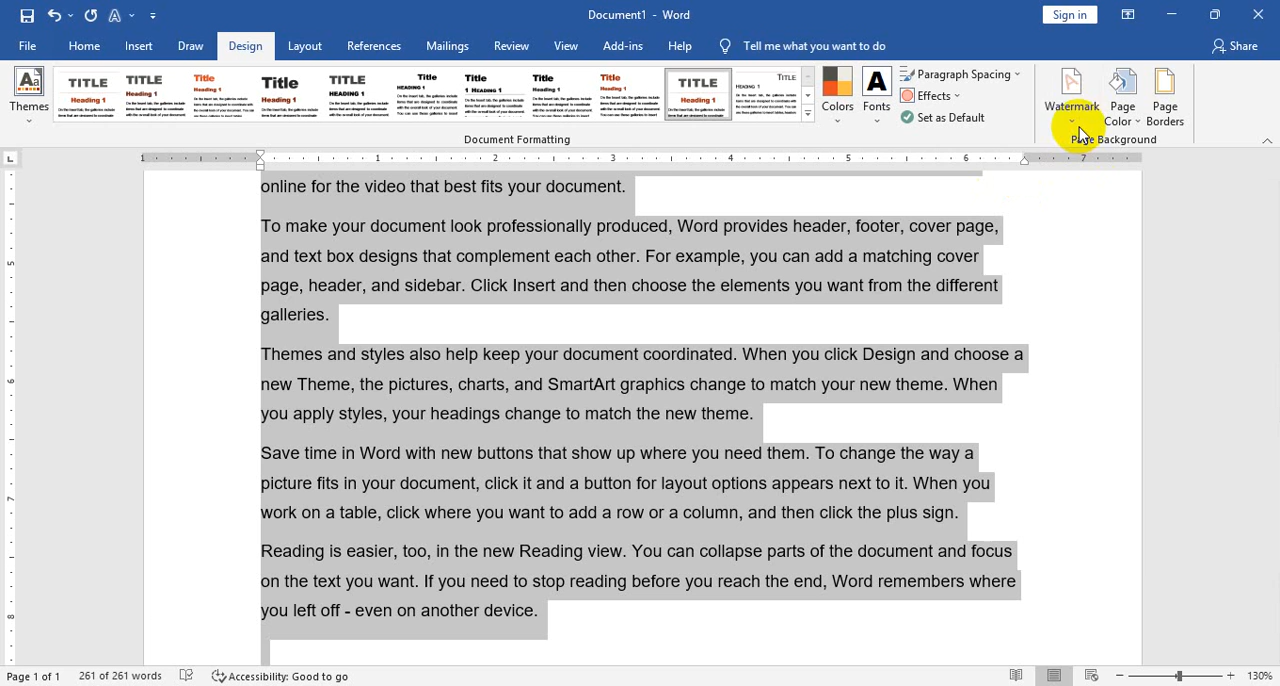 Document1 - Word
Sign in
File Home Insert Draw Design Layout References Mailings Review View Add-ins Help Tell me what you want to do Share
Themes
TITLE
Heading 1
TITLE
Heading 1
Title
Heading 1
Title
Heading 1
TITLE
Heading 1
Title
HEADING 1
TITLE
1 HEADING 1
Title
Heading 1
Title
Heading 1
TITLE
Heading 1
TITLE
HEADING 1
Colors
Fonts
Paragraph Spacing
Effects
Set as Default
Watermark
Page
Color
Page
Borders
Document Formatting
Page Background
1 1 2 3 4 5 6 7
online for the video that best fits your document.
To make your document look professionally produced, Word provides header, footer, cover page,
and text box designs that complement each other. For example, you can add a matching cover
page, header, and sidebar. Click Insert and then choose the elements you want from the different
galleries.
Themes and styles also help keep your document coordinated. When you click Design and choose a
new Theme, the pictures, charts, and SmartArt graphics change to match your new theme. When
you apply styles, your headings change to match the new theme.
Save time in Word with new buttons that show up where you need them. To change the way a
picture fits in your document, click it and a button for layout options appears next to it. When you
work on a table, click where you want to add a row or a column, and then click the plus sign.
Reading is easier, too, in the new Reading view. You can collapse parts of the document and focus
on the text you want. If you need to stop reading before you reach the end, Word remembers where
you left off - even on another device.
5
6
7
8
Page 1 of 1 261 of 261 words Accessibility: Good to go 130%